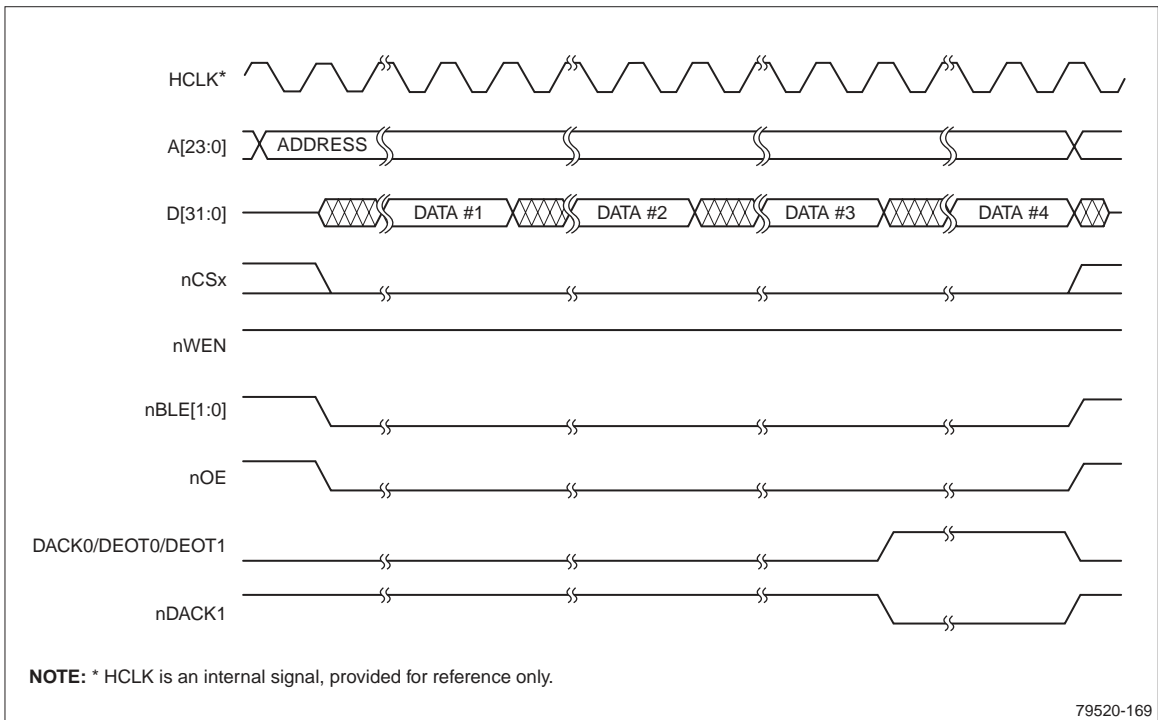 HCLK*
A[23:0] ADDRESS
D[31:0] DATA #1 DATA #2 DATA #3 DATA #4
nCSx
nWEN
nBLE[1:0]
nOE
DACK0/DEOT0/DEOT1
nDACK1
NOTE: * HCLK is an internal signal, provided for reference only.
79520-169